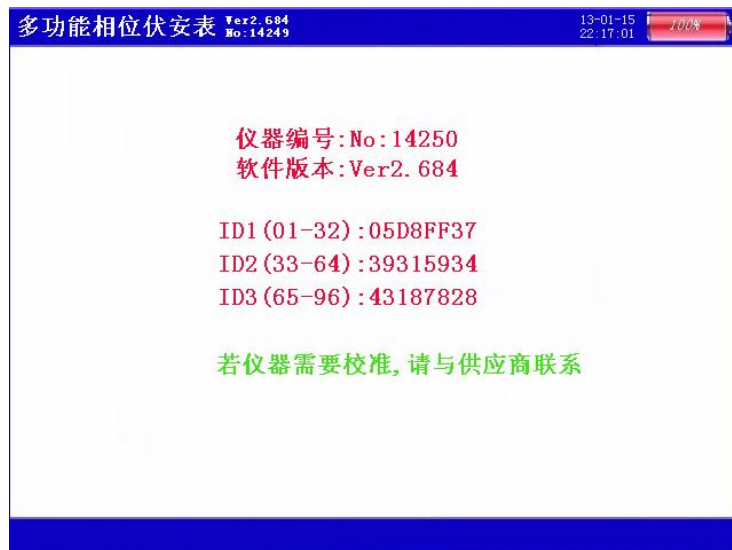 多功能相位伏安表
Ver2.684
No:14249
13-01-15
22:17:01
100%
仪器编号:No:14250
软件版本:Ver2.684
ID1(01-32):05D8FF37
ID2(33-64):39315934
ID3(65-96):43187828
若仪器需要校准,请与供应商联系